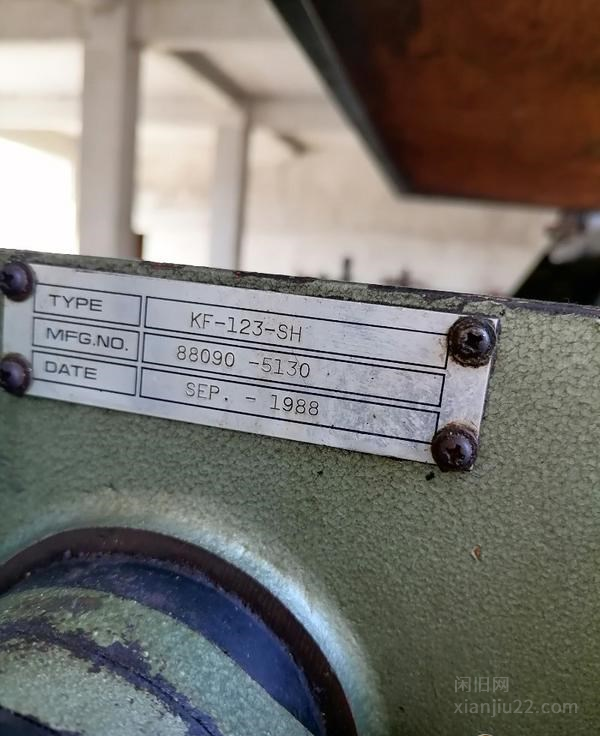 TYPE KF-123-SH
MFG.NO. 88090 -5130
DATE SEP. - 1988
闲旧网
xianjiu22.com